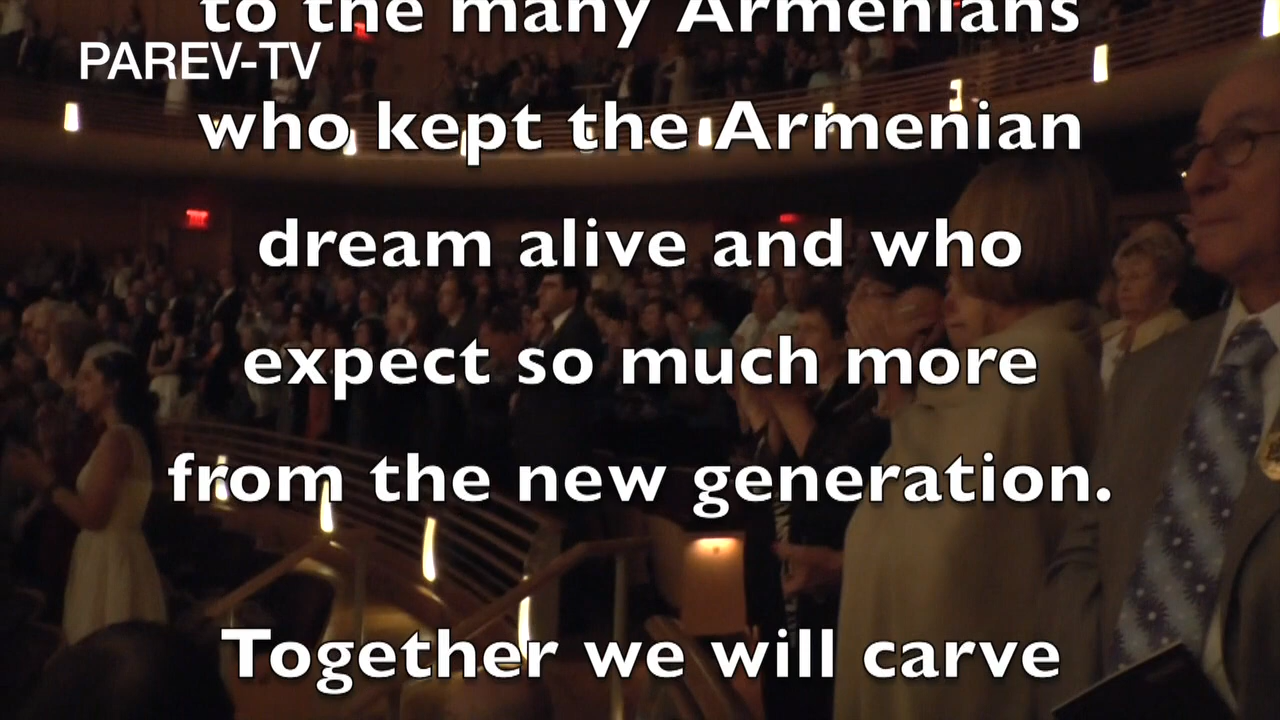 to the many Armenians
PAREV-TV
who kept the Armenian
dream alive and who
expect so much more
from the new generation.
Together we will carve